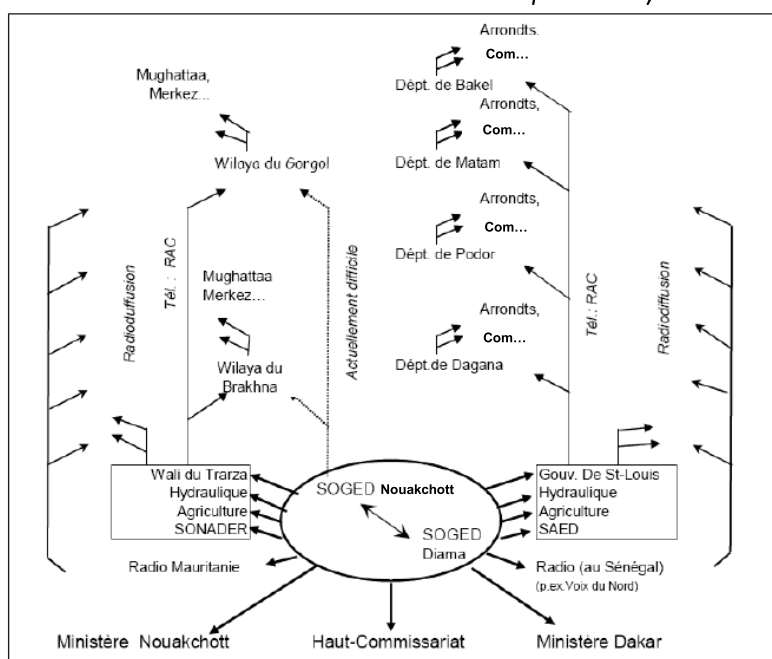 Arrondts.
Com...
Dépt. de Bakel
Arrondts,
Com...
Dépt. de Matam
Arrondts,
Com...
Dépt. de Podor
Arrondts,
Com...
Dépt.de Dagana
Mughattaa,
Merkez...
Wilaya du Gorgol
Mughattaa
Merkez...
Wilaya du
Brakhna
Radioduffusion
Tél. : RAC
Actuellement difficile
Tél.: RAC
Radiodiffusion
Wali du Trarza
Hydraulique
Agriculture
SONADER
SOGED Nouakchott
SOGED
Diama
Gouv. De St-Louis
Hydraulique
Agriculture
SAED
Radio Mauritanie
Radio (au Sénégal)
(p.ex.Voix du Nord)
Ministère Nouakchott
Haut-Commissariat
Ministère Dakar